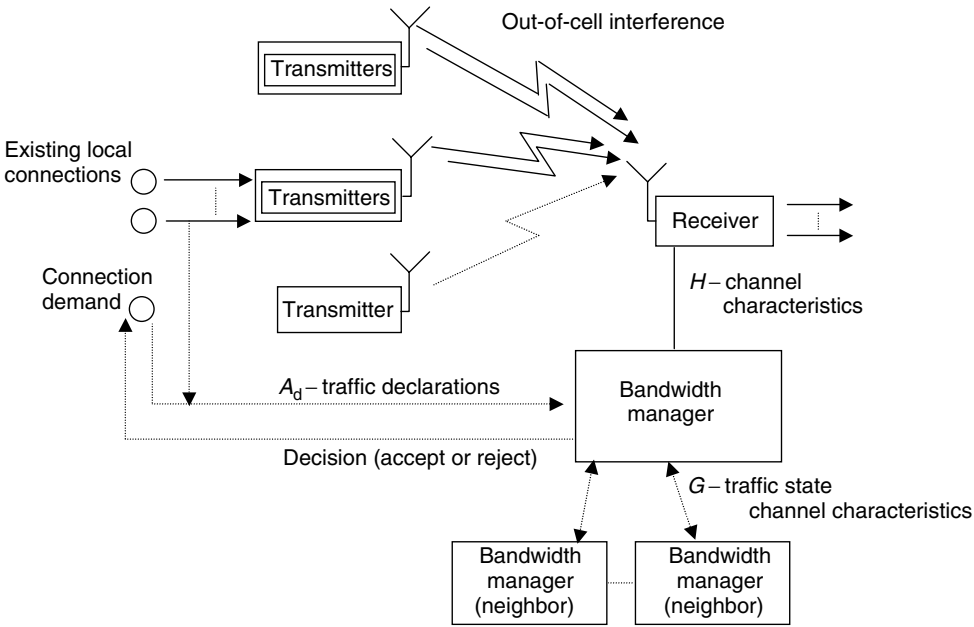 Out-of-cell interference
Transmitters
Existing local
connections
Transmitters
Receiver
Connection
demand
Transmitter
H – channel
characteristics
A_d – traffic declarations
Bandwidth
manager
Decision (accept or reject)
G – traffic state
channel characteristics
Bandwidth
manager
(neighbor)
Bandwidth
manager
(neighbor)